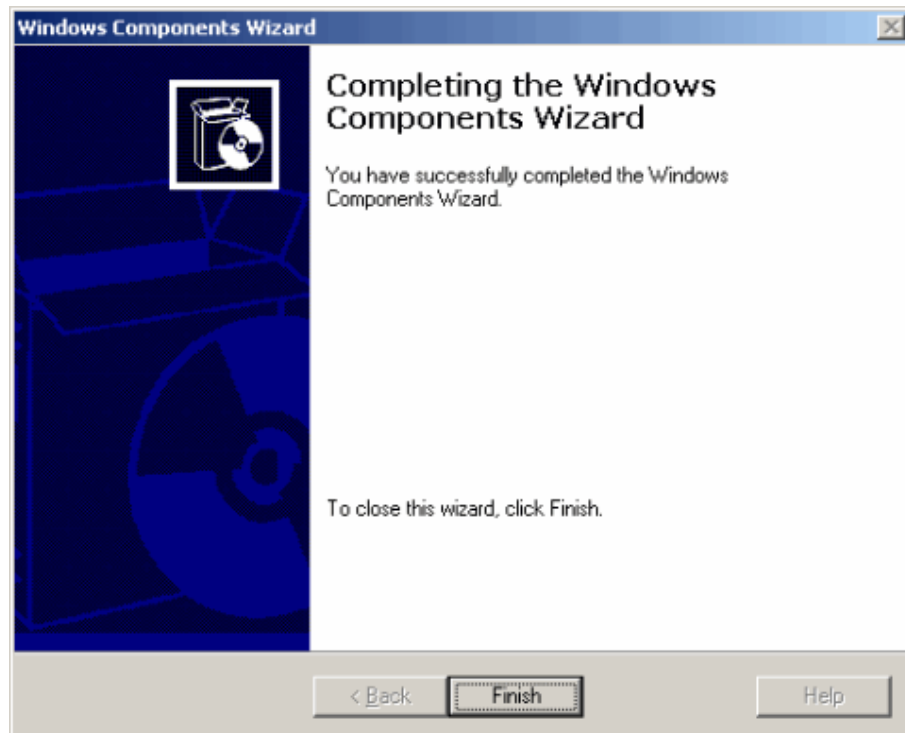 Windows Components Wizard
Completing the Windows
Components Wizard
You have successfully completed the Windows
Components Wizard.
To close this wizard, click Finish.
< Back
Finish
Help